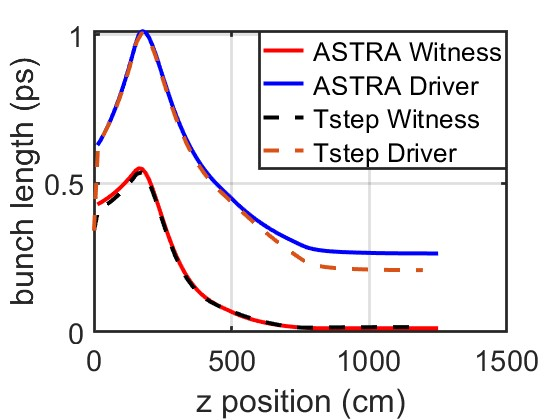 bunch length (ps)
1
0.5
0
ASTRA Witness
ASTRA Driver
Tstep Witness
Tstep Driver
0 500 1000 1500
z position (cm)